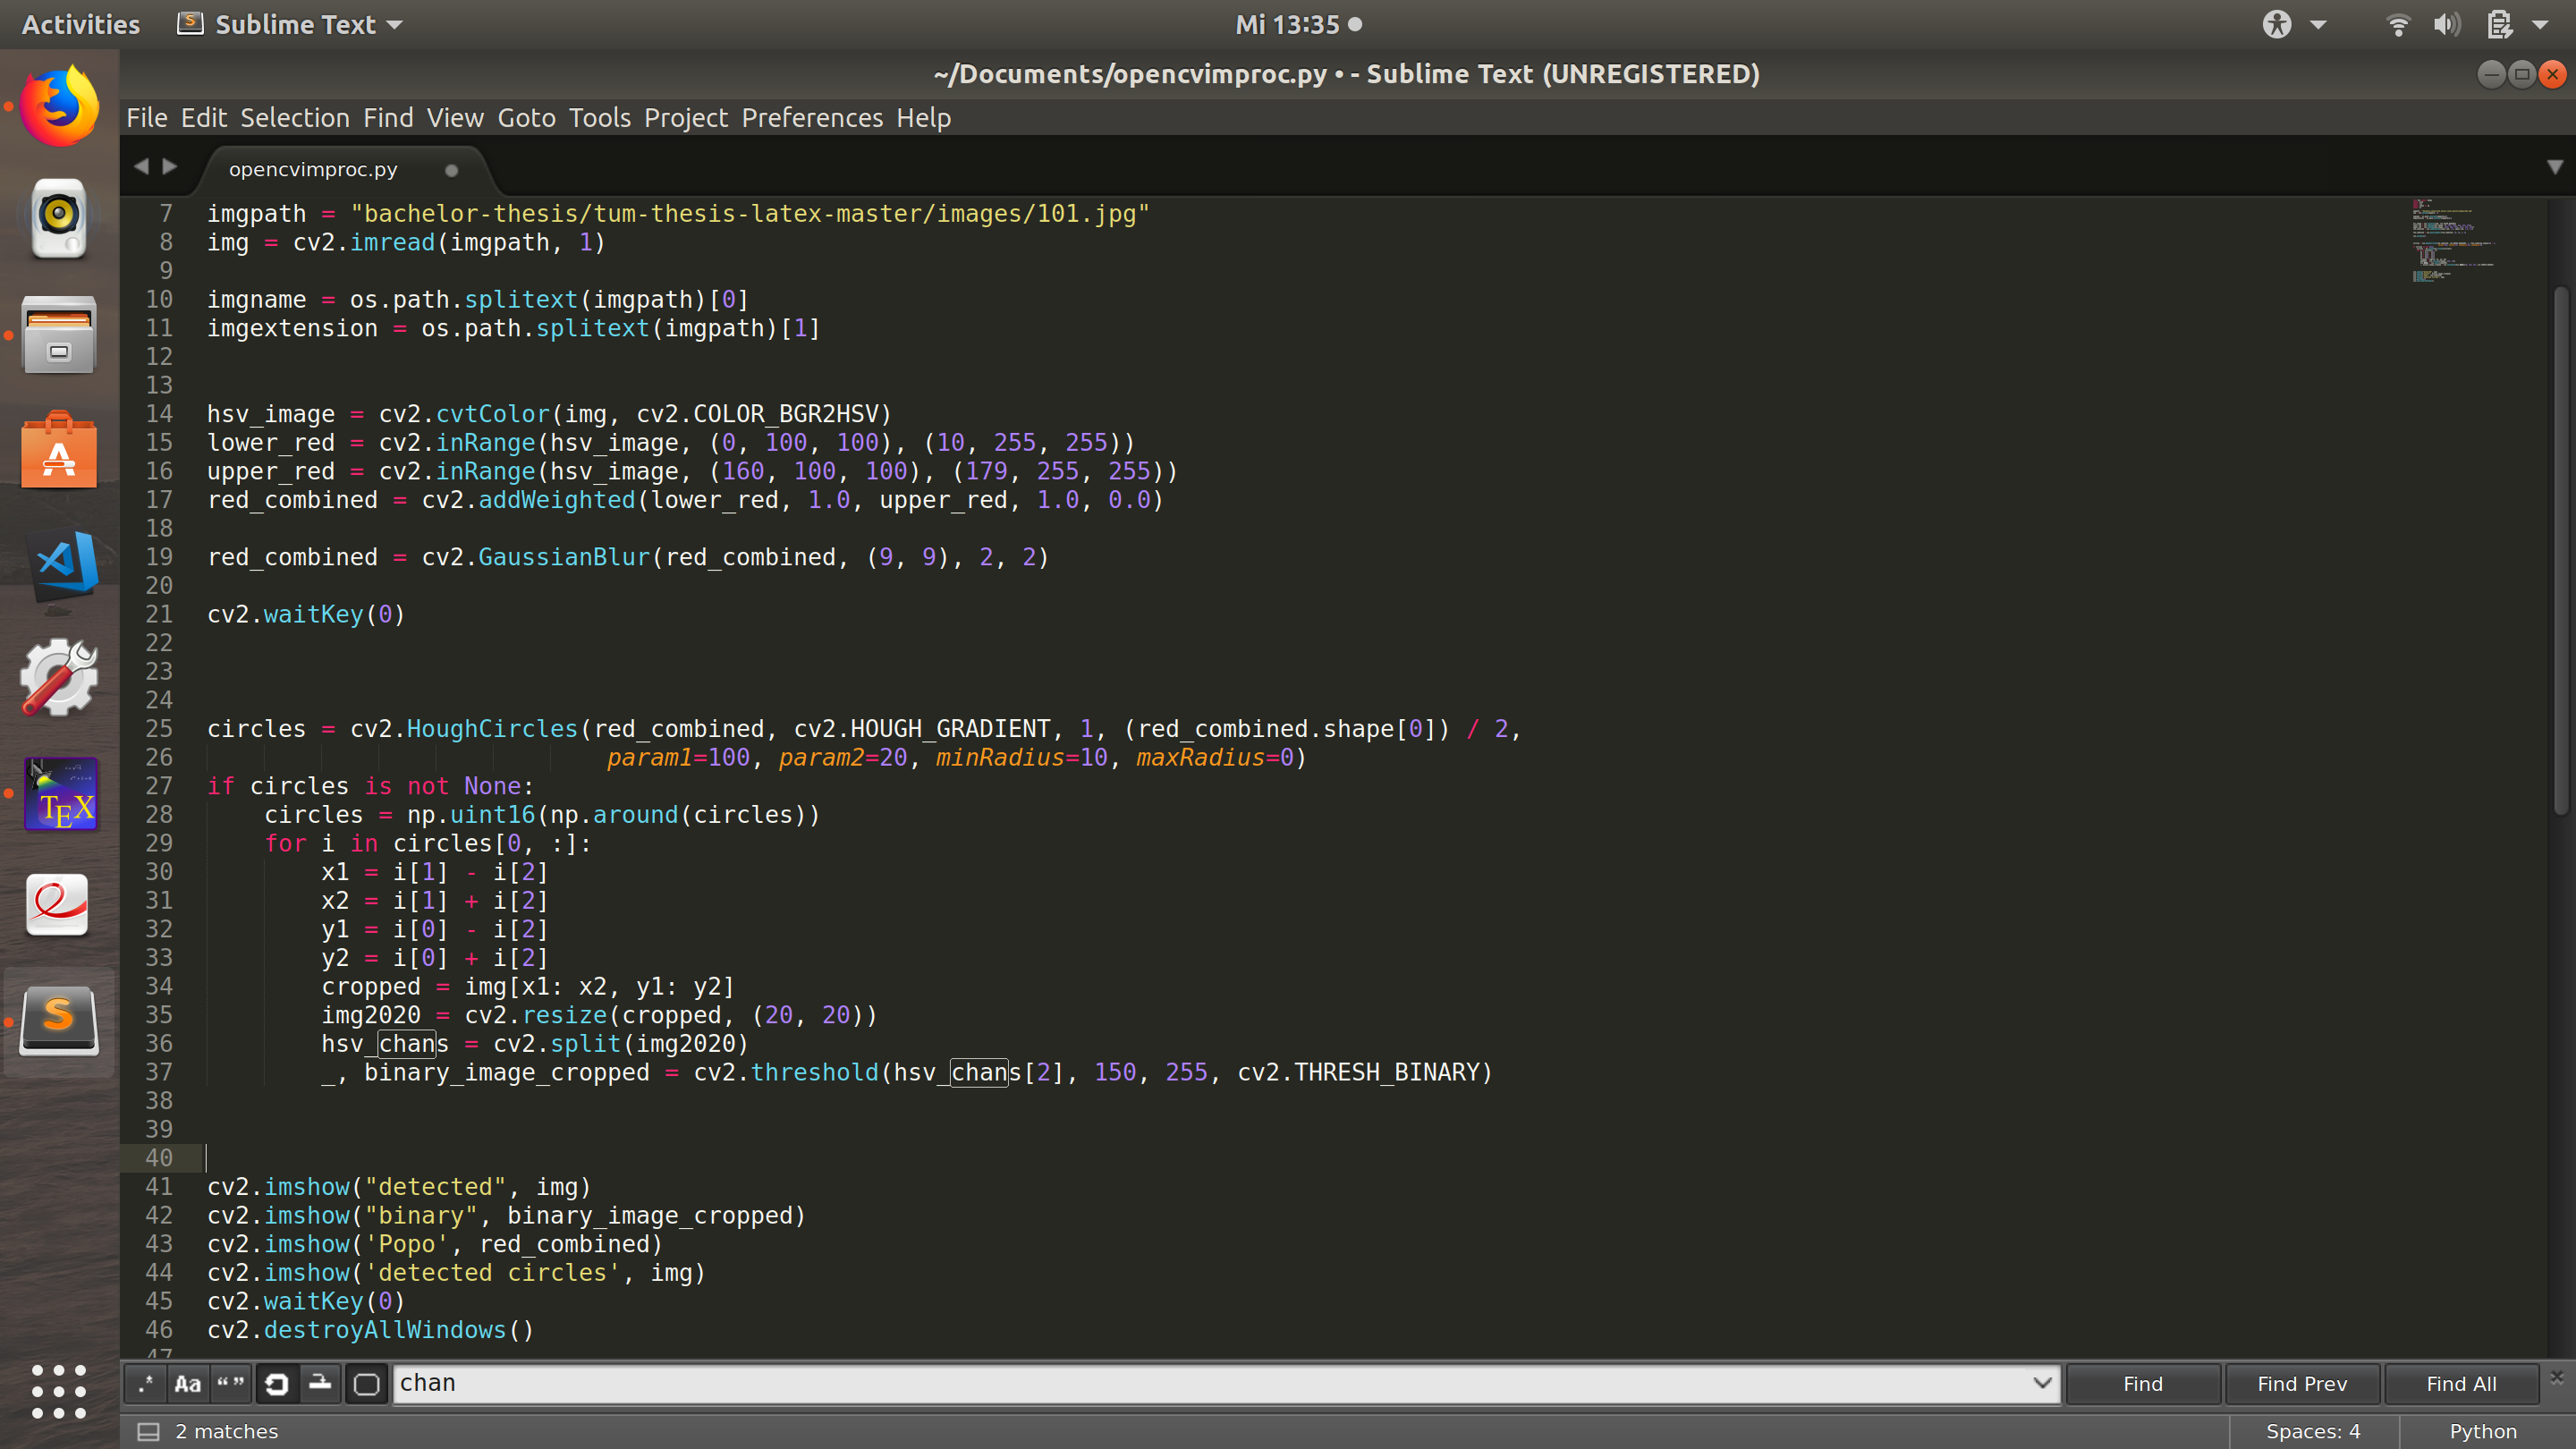 Activities Sublime Text Mi 13:35
~/Documents/opencvimproc.py • - Sublime Text (UNREGISTERED)
File Edit Selection Find View Goto Tools Project Preferences Help
opencvimproc.py
7 imgpath = "bachelor-thesis/tum-thesis-latex-master/images/101.jpg"
8 img = cv2.imread(imgpath, 1)
9
10 imgname = os.path.splitext(imgpath)[0]
11 imgextension = os.path.splitext(imgpath)[1]
12
13
14 hsv_image = cv2.cvtColor(img, cv2.COLOR_BGR2HSV)
15 lower_red = cv2.inRange(hsv_image, (0, 100, 100), (10, 255, 255))
16 upper_red = cv2.inRange(hsv_image, (160, 100, 100), (179, 255, 255))
17 red_combined = cv2.addWeighted(lower_red, 1.0, upper_red, 1.0, 0.0)
18
19 red_combined = cv2.GaussianBlur(red_combined, (9, 9), 2, 2)
20
21 cv2.waitKey(0)
22
23
24
25 circles = cv2.HoughCircles(red_combined, cv2.HOUGH_GRADIENT, 1, (red_combined.shape[0]) / 2,
26 param1=100, param2=20, minRadius=10, maxRadius=0)
27 if circles is not None:
28 circles = np.uint16(np.around(circles))
29 for i in circles[0, :]:
30 x1 = i[1] - i[2]
31 x2 = i[1] + i[2]
32 y1 = i[0] - i[2]
33 y2 = i[0] + i[2]
34 cropped = img[x1: x2, y1: y2]
35 img2020 = cv2.resize(cropped, (20, 20))
36 hsv_chans = cv2.split(img2020)
37 _, binary_image_cropped = cv2.threshold(hsv_chans[2], 150, 255, cv2.THRESH_BINARY)
38
39
40
41 cv2.imshow("detected", img)
42 cv2.imshow("binary", binary_image_cropped)
43 cv2.imshow('Popo', red_combined)
44 cv2.imshow('detected circles', img)
45 cv2.waitKey(0)
46 cv2.destroyAllWindows()
47
.* Aa “” chan Find Find Prev Find All
2 matches Spaces: 4 Python